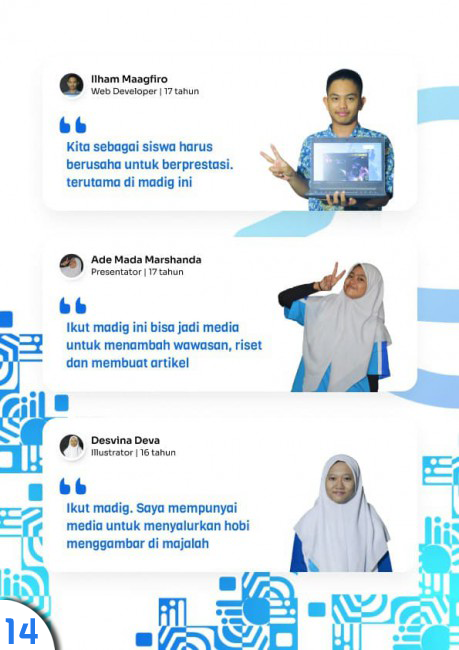 Ilham Maagfiro
Web Developer | 17 tahun
Kita sebagai siswa harus
berusaha untuk berprestasi.
terutama di madig ini
Ade Mada Marshanda
Presentator | 17 tahun
Ikut madig ini bisa jadi media
untuk menambah wawasan, riset
dan membuat artikel
Desvina Deva
Illustrator | 16 tahun
Ikut madig. Saya mempunyai
media untuk menyalurkan hobi
menggambar di majalah
14